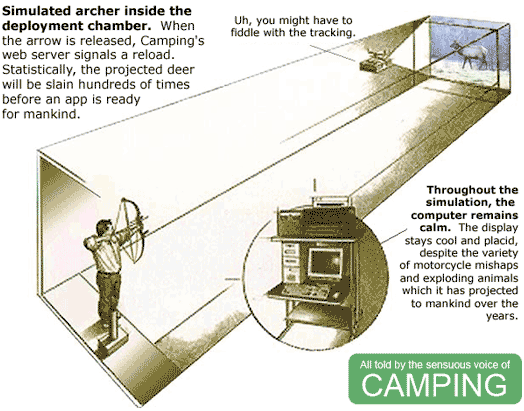 Simulated archer inside the
deployment chamber. When
the arrow is released, Camping's
web server signals a reload.
Statistically, the projected deer
will be slain hundreds of times
before an app is ready
for mankind.
Uh, you might have to
fiddle with the tracking.
Throughout the
simulation, the
computer remains
calm. The display
stays cool and placid,
despite the variety
of motorcycle mishaps
and exploding animals
which it has projected
to mankind over the
years.
All told by the sensuous voice of
CAMPING